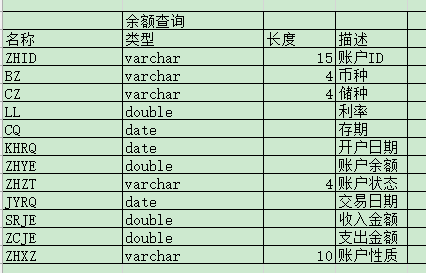 余额查询
名称 类型 长度 描述
ZHID varchar 15 账户ID
BZ varchar 4 币种
CZ varchar 4 储种
LL double 利率
CQ date 存期
KHRQ date 开户日期
ZHYE double 账户余额
ZHZT varchar 4 账户状态
JYRQ date 交易日期
SRJE double 收入金额
ZCJE double 支出金额
ZHXZ varchar 10 账户性质